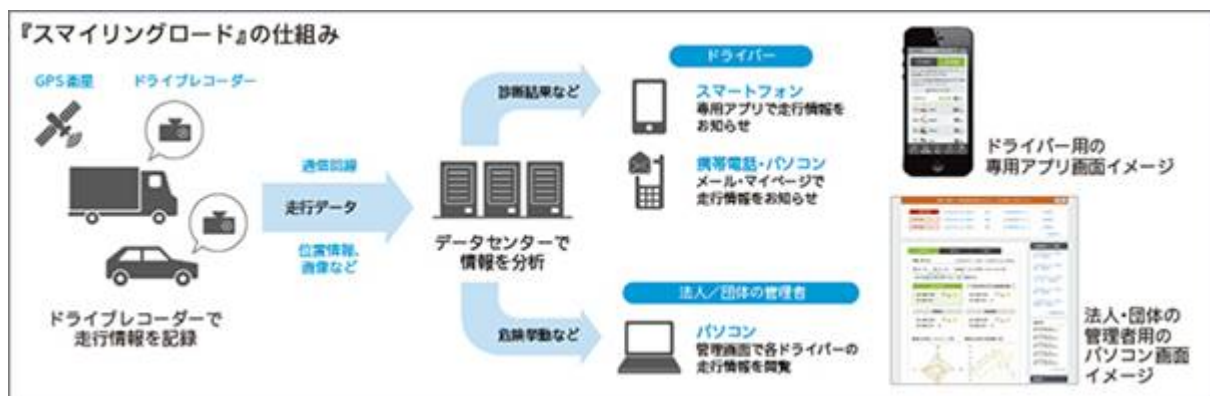 『スマイリングロード』の仕組み
GPS衛星
ドライブレコーダー
ドライブレコーダーで
走行情報を記録
通信回線
走行データ
位置情報、
画像など
データセンターで
情報を分析
診断結果など
ドライバー
スマートフォン
専用アプリで走行情報を
お知らせ
携帯電話・パソコン
メール・マイページで
走行情報をお知らせ
危険挙動など
法人／団体の管理者
パソコン
管理画面で各ドライバーの
走行情報を閲覧
ドライバー用の
専用アプリ画面イメージ
法人・団体の
管理者用の
パソコン画面
イメージ